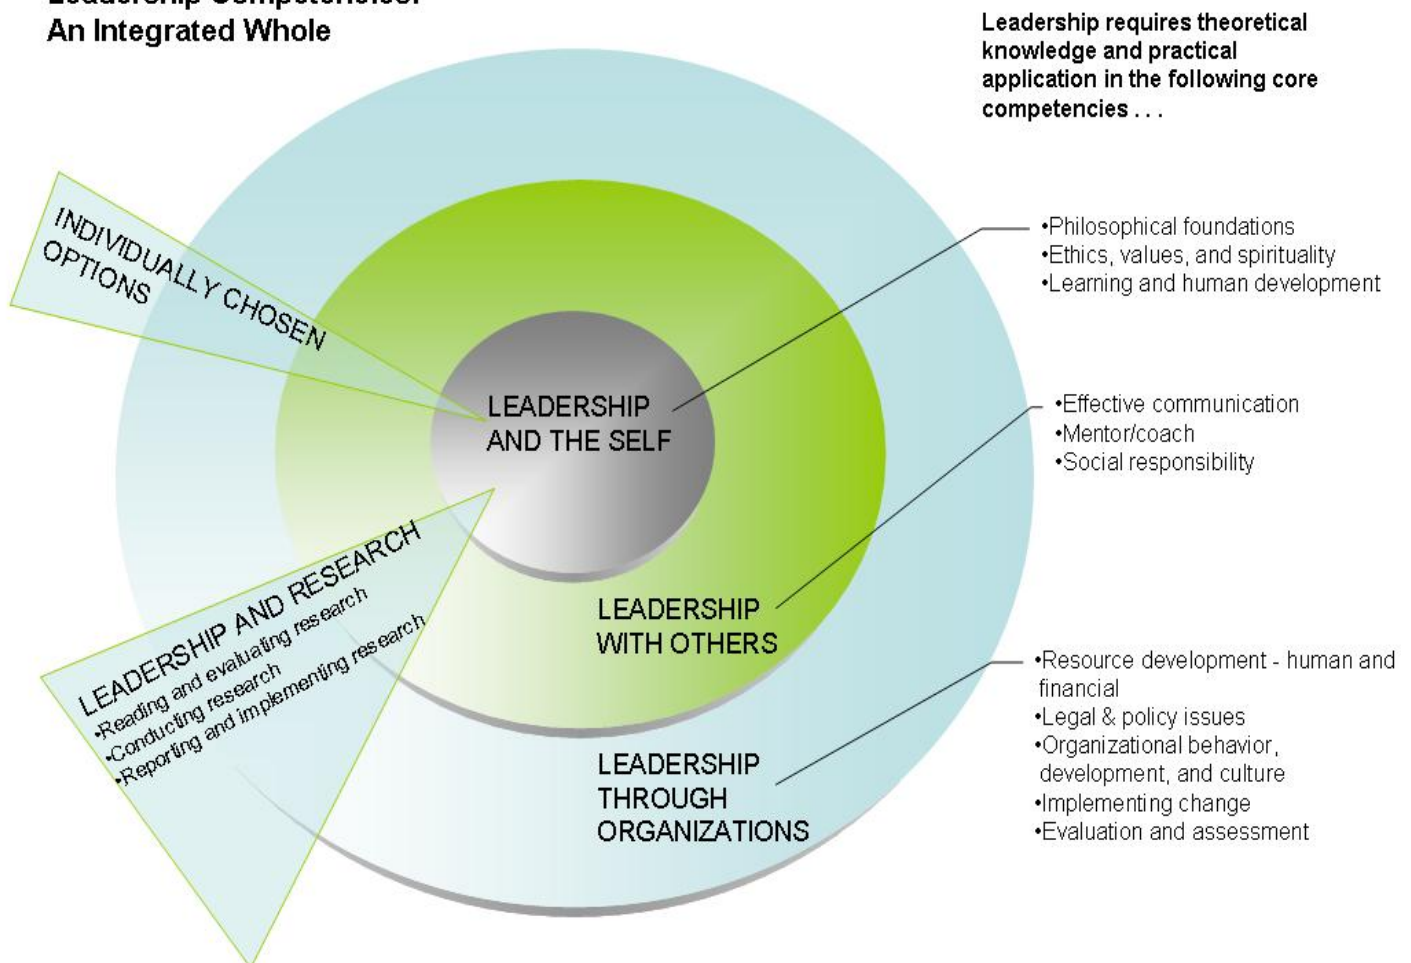 Leadership Competencies:
An Integrated Whole
Leadership requires theoretical
knowledge and practical
application in the following core
competencies . . .
INDIVIDUALLY CHOSEN
OPTIONS
•Philosophical foundations
•Ethics, values, and spirituality
•Learning and human development
LEADERSHIP
AND THE SELF
•Effective communication
•Mentor/coach
•Social responsibility
LEADERSHIP AND RESEARCH
•Reading and evaluating research
•Conducting research
•Reporting and implementing research
LEADERSHIP
WITH OTHERS
•Resource development - human and
financial
•Legal & policy issues
•Organizational behavior,
development, and culture
•Implementing change
•Evaluation and assessment
LEADERSHIP
THROUGH
ORGANIZATIONS